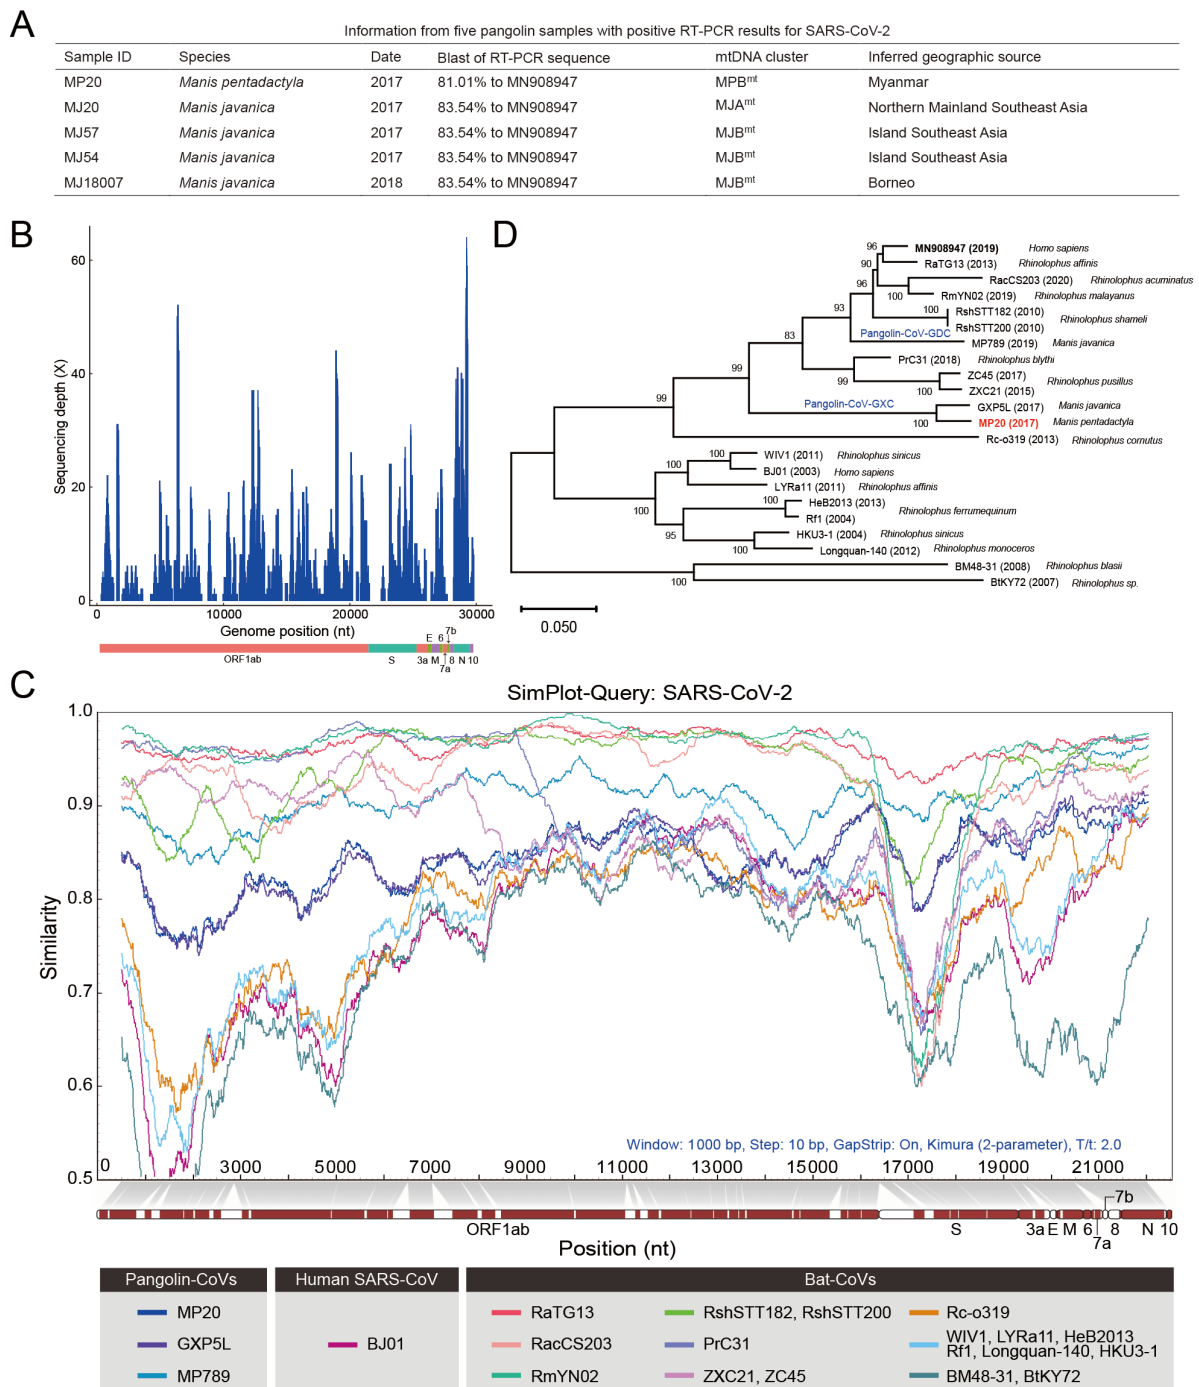 A
Information from five pangolin samples with positive RT-PCR results for SARS-CoV-2
Sample ID Species Date Blast of RT-PCR sequence mtDNA cluster Inferred geographic source
MP20 Manis pentadactyla 2017 81.01% to MN908947 MPBmt Myanmar
MJ20 Manis javanica 2017 83.54% to MN908947 MJAmt Northern Mainland Southeast Asia
MJ57 Manis javanica 2017 83.54% to MN908947 MJBmt Island Southeast Asia
MJ54 Manis javanica 2017 83.54% to MN908947 MJBmt Island Southeast Asia
MJ18007 Manis javanica 2018 83.54% to MN908947 MJBmt Borneo
B
Sequencing depth (X)
60
40
20
0
0 10000 20000 30000
Genome position (nt)
7b
E 6
ORF1ab S 3a M 8 N 10
7a
D
96 MN908947 (2019) Homo sapiens
90 RaTG13 (2013) Rhinolophus affinis
96 RacCS203 (2020) Rhinolophus acuminatus
100 RmYN02 (2019) Rhinolophus malayanus
93 100 RshSTT182 (2010) Rhinolophus shameli
RshSTT200 (2010)
83 Pangolin-CoV-GDC MP789 (2019) Manis javanica
PrC31 (2018) Rhinolophus blythi
99 ZC45 (2017) Rhinolophus pusillus
99 100 ZXC21 (2015)
99 Pangolin-CoV-GXC GXP5L (2017) Manis javanica
100 MP20 (2017) Manis pentadactyla
Rc-o319 (2013) Rhinolophus cornutus
100 WIV1 (2011) Rhinolophus sinicus
100 BJ01 (2003) Homo sapiens
LYRa11 (2011) Rhinolophus affinis
100 100 HeB2013 (2013) Rhinolophus ferrumequinum
Rf1 (2004)
95 HKU3-1 (2004) Rhinolophus sinicus
100 Longquan-140 (2012) Rhinolophus monoceros
BM48-31 (2008) Rhinolophus blasii
100 BtKY72 (2007) Rhinolophus sp.
0.050
C
SimPlot-Query: SARS-CoV-2
Similarity
1.0
0.9
0.8
0.7
0.6
0.5
Window: 1000 bp, Step: 10 bp, GapStrip: On, Kimura (2-parameter), T/t: 2.0
0 3000 5000 7000 9000 11000 13000 15000 17000 19000 21000
7b
ORF1ab S 3a E M 6 8 N 10
7a
Position (nt)
Pangolin-CoVs Human SARS-CoV Bat-CoVs
MP20 RaTG13 RshSTT182, RshSTT200 Rc-o319
GXP5L BJ01 RacCS203 PrC31 WIV1, LYRa11, HeB2013
Rf1, Longquan-140, HKU3-1
MP789 RmYN02 ZXC21, ZC45 BM48-31, BtKY72